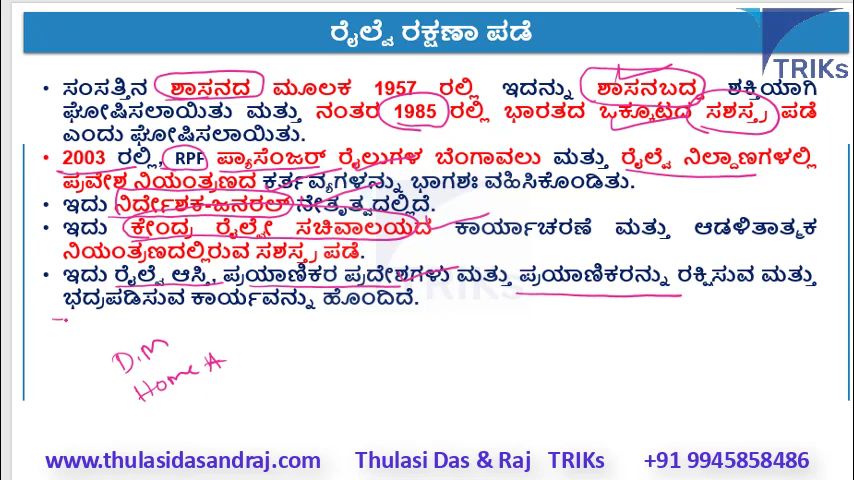 ರೈಲ್ವೆ ರಕ್ಷಣಾ ಪಡೆ
TRIKs
• ಸಂಸತ್ತಿನ ಶಾಸನದ ಮೂಲಕ 1957 ರಲ್ಲಿ ಇದನ್ನು ಶಾಸನಬದ್ಧ ಶಕ್ತಿಯಾಗಿ
ಘೋಷಿಸಲಾಯಿತು ಮತ್ತು ನಂತರ 1985 ರಲ್ಲಿ ಭಾರತದ ಒಕ್ಕೂಟದ ಸಶಸ್ತ್ರ ಪಡೆ
ಎಂದು ಘೋಷಿಸಲಾಯಿತು.
• 2003 ರಲ್ಲಿ, RPF ಪ್ಯಾಸೆಂಜರ್ ರೈಲುಗಳ ಬೆಂಗಾವಲು ಮತ್ತು ರೈಲ್ವೆ ನಿಲ್ದಾಣಗಳಲ್ಲಿ
ಪ್ರವೇಶ ನಿಯಂತ್ರಣದ ಕರ್ತವ್ಯಗಳನ್ನು ಭಾಗಶಃ ವಹಿಸಿಕೊಂಡಿತು.
• ಇದು ನಿರ್ದೇಶಕ-ಜನರಲ್ ನೇತೃತ್ವದಲ್ಲಿದೆ.
• ಇದು ಕೇಂದ್ರ ರೈಲ್ವೇ ಸಚಿವಾಲಯದ ಕಾರ್ಯಾಚರಣೆ ಮತ್ತು ಆಡಳಿತಾತ್ಮಕ
ನಿಯಂತ್ರಣದಲ್ಲಿರುವ ಸಶಸ್ತ್ರ ಪಡೆ.
• ಇದು ರೈಲ್ವೆ ಆಸ್ತಿ, ಪ್ರಯಾಣಿಕರ ಪ್ರದೇಶಗಳು ಮತ್ತು ಪ್ರಯಾಣಿಕರನ್ನು ರಕ್ಷಿಸುವ ಮತ್ತು
ಭದ್ರಪಡಿಸುವ ಕಾರ್ಯವನ್ನು ಹೊಂದಿದೆ.
TRIKs
D.M
Home A
www.thulasidasandraj.com Thulasi Das & Raj TRIKs +91 9945858486